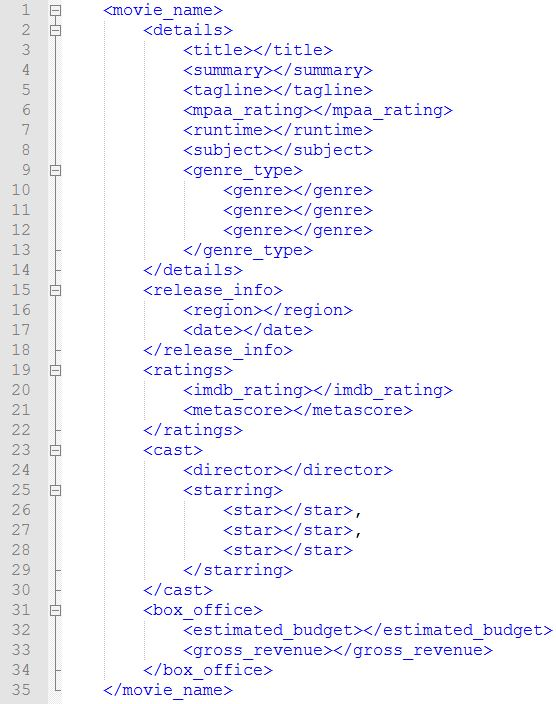 1 <movie_name>
2 <details>
3 <title></title>
4 <summary></summary>
5 <tagline></tagline>
6 <mpaa_rating></mpaa_rating>
7 <runtime></runtime>
8 <subject></subject>
9 <genre_type>
10 <genre></genre>
11 <genre></genre>
12 <genre></genre>
13 </genre_type>
14 </details>
15 <release_info>
16 <region></region>
17 <date></date>
18 </release_info>
19 <ratings>
20 <imdb_rating></imdb_rating>
21 <metascore></metascore>
22 </ratings>
23 <cast>
24 <director></director>
25 <starring>
26 <star></star>,
27 <star></star>,
28 <star></star>
29 </starring>
30 </cast>
31 <box_office>
32 <estimated_budget></estimated_budget>
33 <gross_revenue></gross_revenue>
34 </box_office>
35 </movie_name>